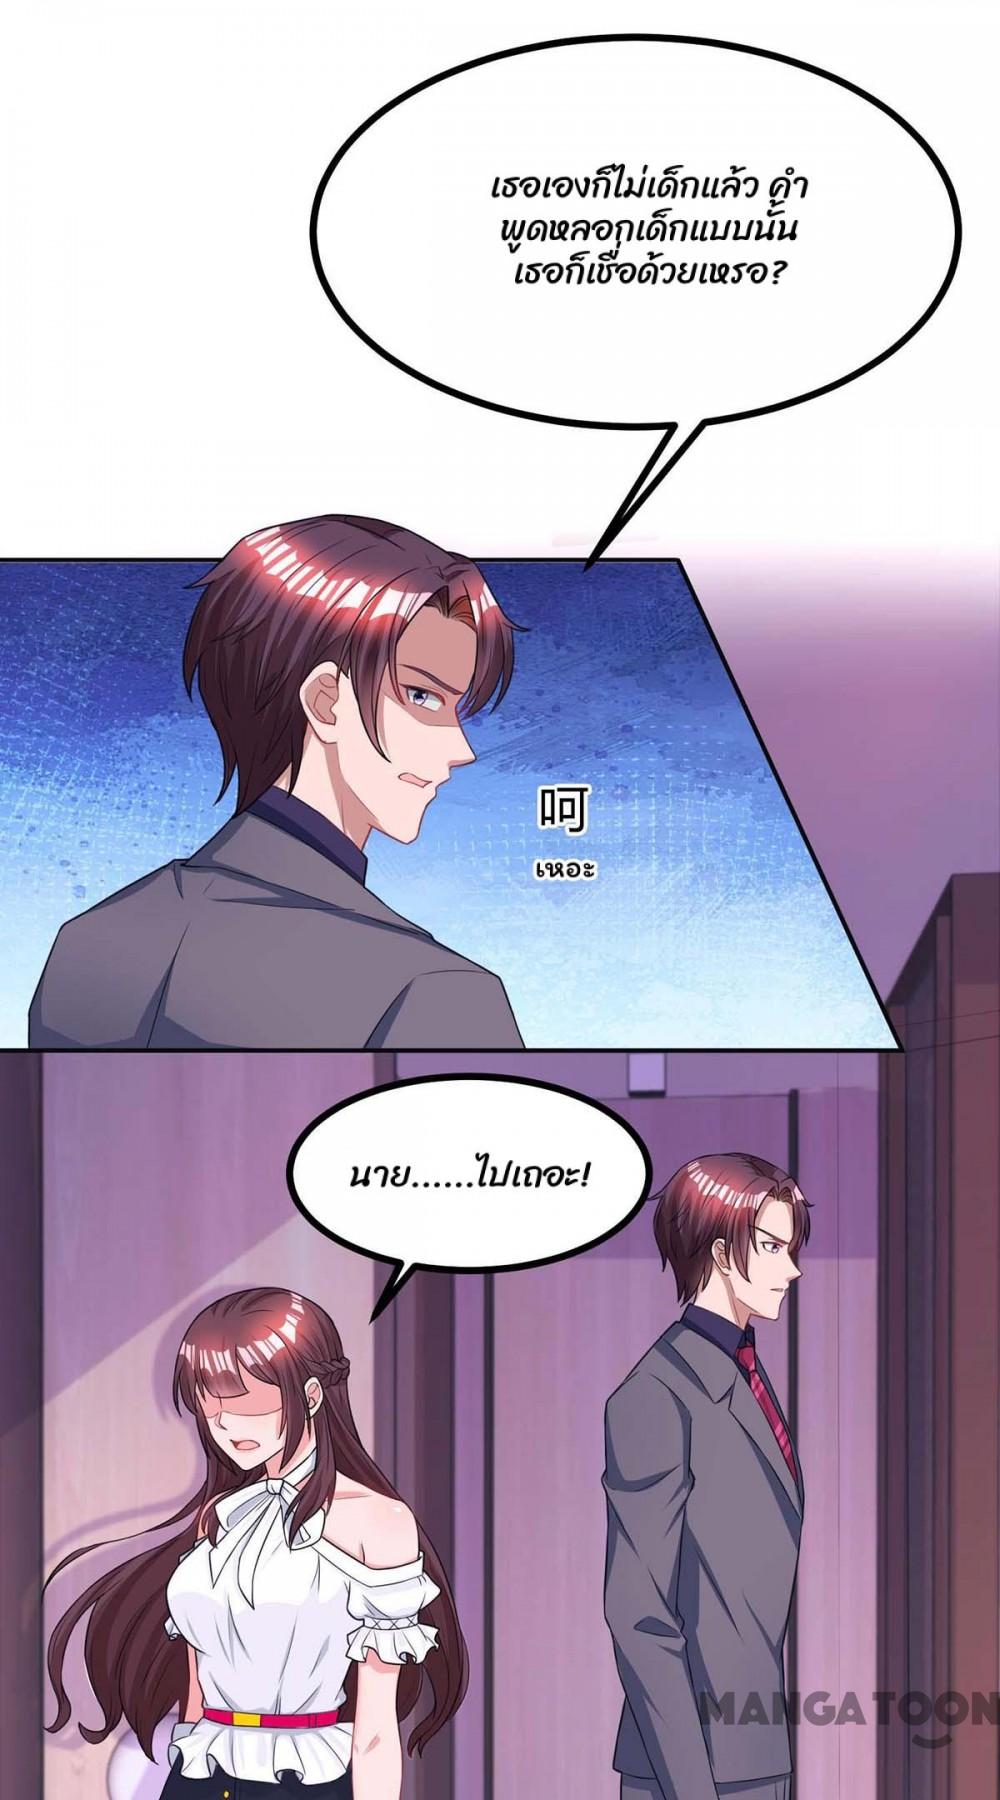 เธอเองก็ไม่เด็กแล้ว คำ
พูดหลอกเด็กแบบนั้น
เธอก็เชื่อด้วยเหรอ?
呵
เหอะ
นาย......ไปเถอะ!
MANGATOON